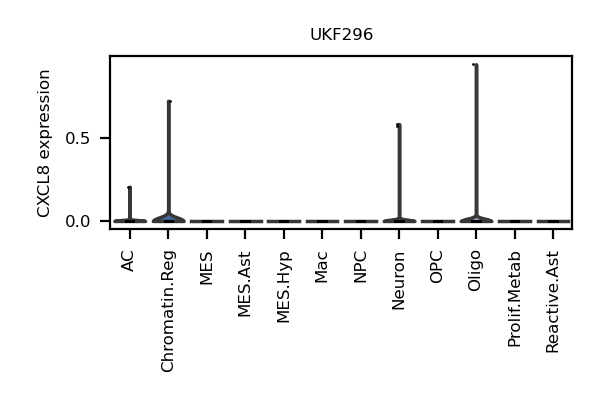 UKF296
CXCL8 expression
0.5
0.0
AC
Chromatin.Reg
MES
MES.Ast
MES.Hyp
Mac
NPC
Neuron
OPC
Oligo
Prolif.Metab
Reactive.Ast